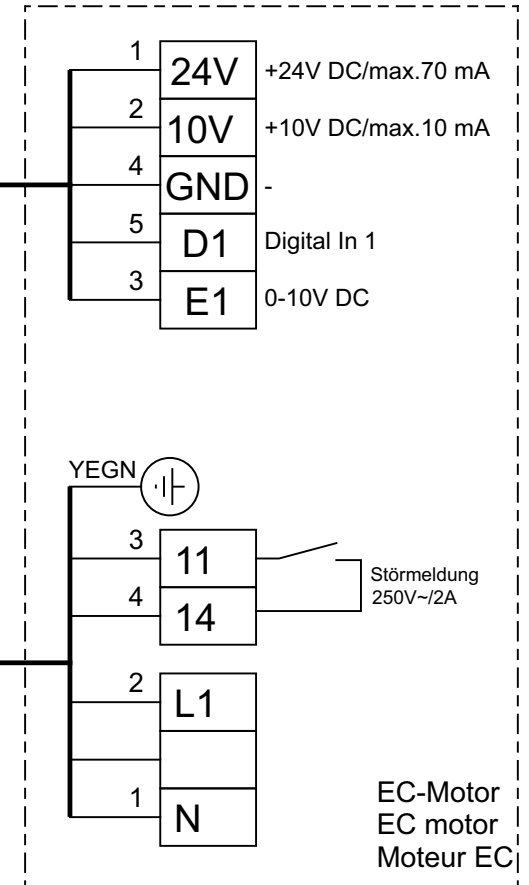 1 24V +24V DC/max.70 mA
2 10V +10V DC/max.10 mA
4 GND -
5 D1 Digital In 1
3 E1 0-10V DC
YEGN
3 11
Störmeldung
250V~/2A
4 14
2 L1
1 N
EC-Motor
EC motor
Moteur EC